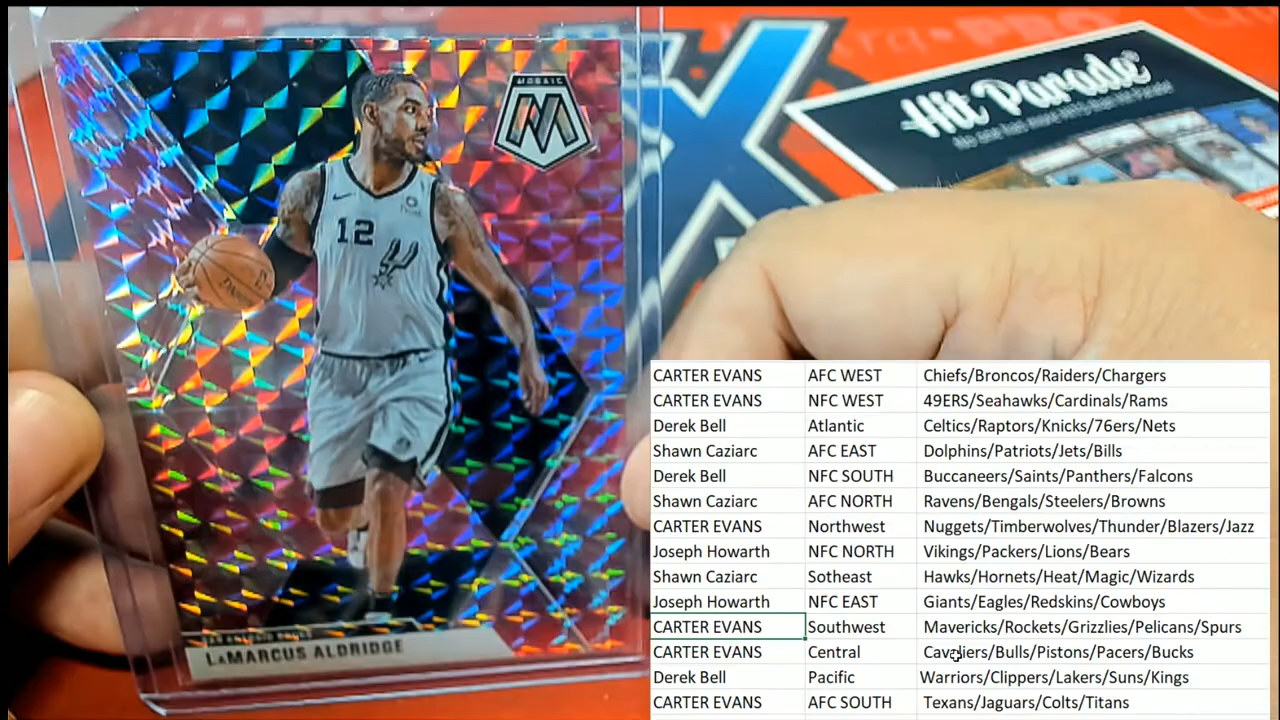 MOSAIC
Hit Parade
12
SAN ANTONIO SPURS
LaMARCUS ALDRIDGE
CARTER EVANS AFC WEST Chiefs/Broncos/Raiders/Chargers
CARTER EVANS NFC WEST 49ERS/Seahawks/Cardinals/Rams
Derek Bell Atlantic Celtics/Raptors/Knicks/76ers/Nets
Shawn Caziarc AFC EAST Dolphins/Patriots/Jets/Bills
Derek Bell NFC SOUTH Buccaneers/Saints/Panthers/Falcons
Shawn Caziarc AFC NORTH Ravens/Bengals/Steelers/Browns
CARTER EVANS Northwest Nuggets/Timberwolves/Thunder/Blazers/Jazz
Joseph Howarth NFC NORTH Vikings/Packers/Lions/Bears
Shawn Caziarc Sotheast Hawks/Hornets/Heat/Magic/Wizards
Joseph Howarth NFC EAST Giants/Eagles/Redskins/Cowboys
CARTER EVANS Southwest Mavericks/Rockets/Grizzlies/Pelicans/Spurs
CARTER EVANS Central Cavaliers/Bulls/Pistons/Pacers/Bucks
Derek Bell Pacific Warriors/Clippers/Lakers/Suns/Kings
CARTER EVANS AFC SOUTH Texans/Jaguars/Colts/Titans